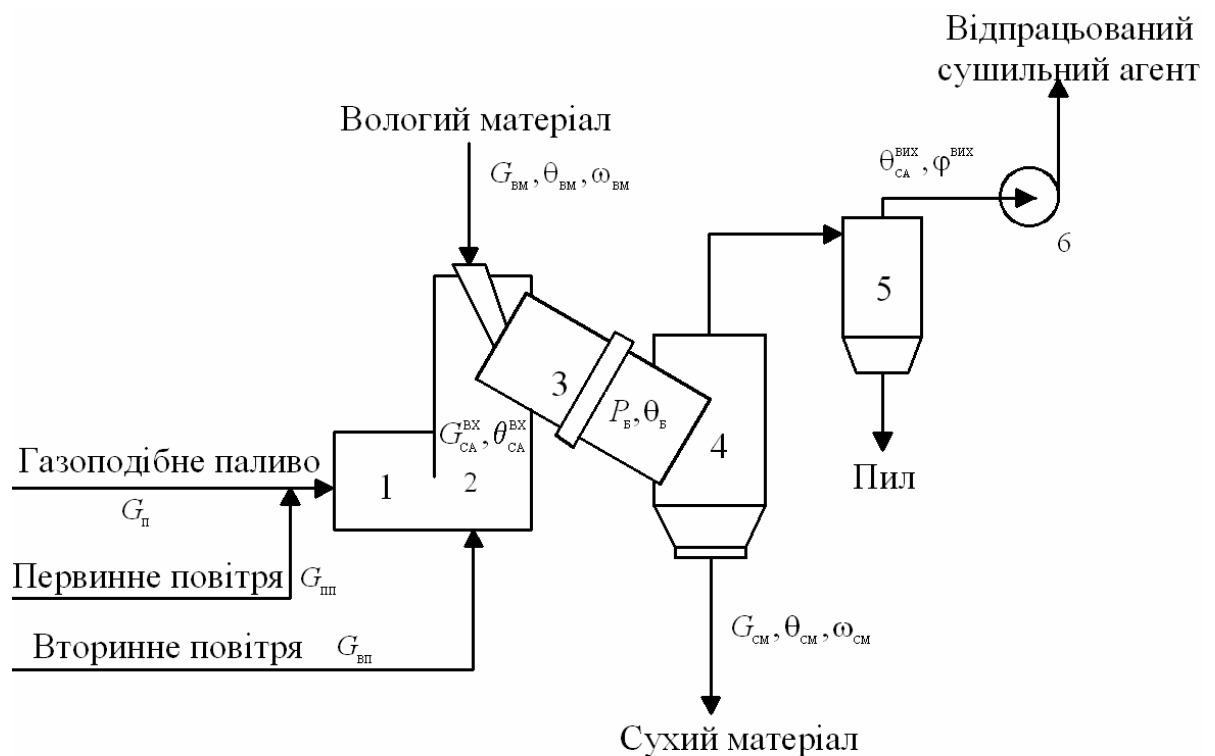 Відпрацьований
сушильний агент
Вологий матеріал
G_вм, θ_вм, ω_вм
θ_СА^ВИХ, φ^ВИХ
6
5
3
P_Б, θ_Б
4
G_СА^ВХ, θ_СА^ВХ
Газоподібне паливо
1
2
G_п
Пил
Первинне повітря
G_пп
Вторинне повітря
G_вп
G_см, θ_см, ω_см
Сухий матеріал